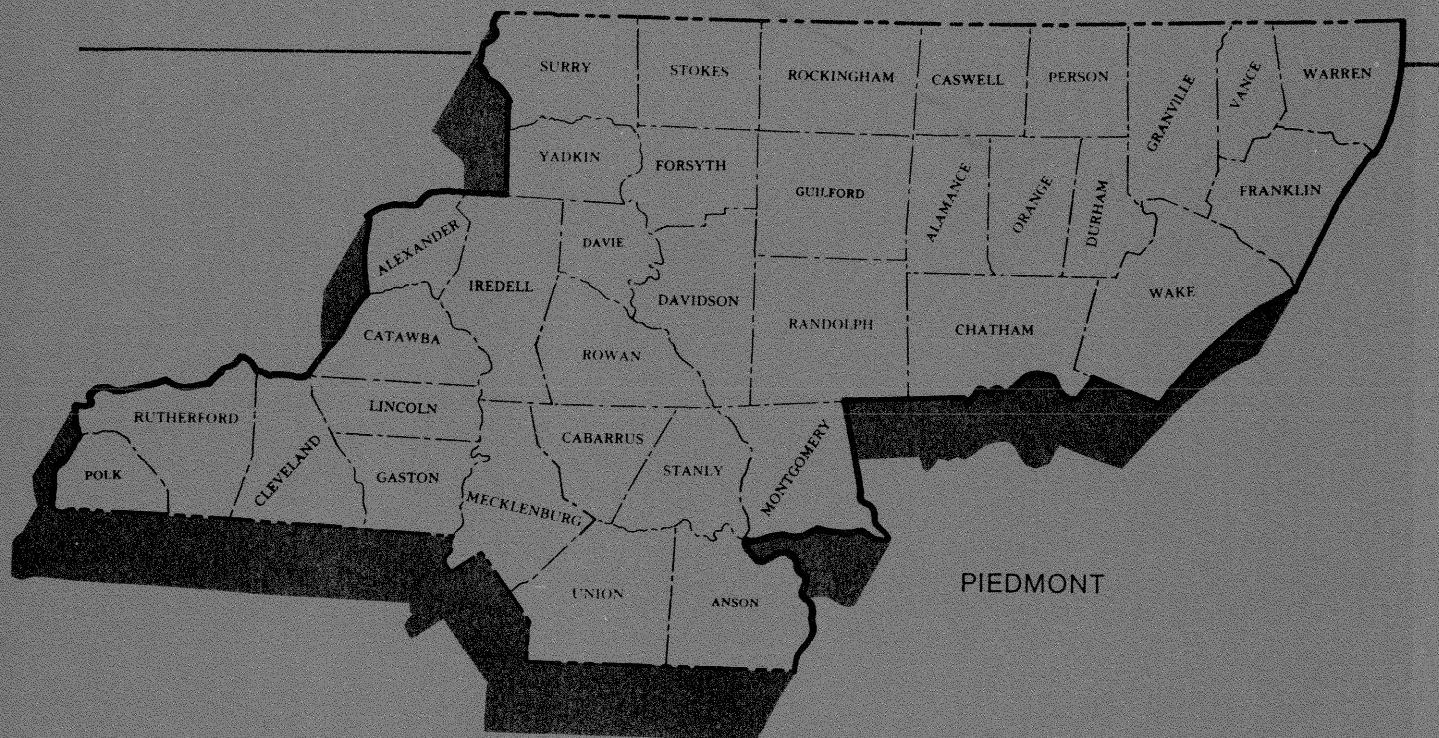 SURRY
STOKES
ROCKINGHAM
CASWELL
PERSON
GRANVILLE
VANCE
WARREN
YADKIN
FORSYTH
GUILFORD
ALAMANCE
ORANGE
DURHAM
FRANKLIN
ALEXANDER
IREDELL
DAVIE
DAVIDSON
RANDOLPH
CHATHAM
WAKE
CATAWBA
ROWAN
RUTHERFORD
LINCOLN
CABARRUS
STANLY
MONTGOMERY
POLK
CLEVELAND
GASTON
MECKLENBURG
UNION
ANSON
PIEDMONT